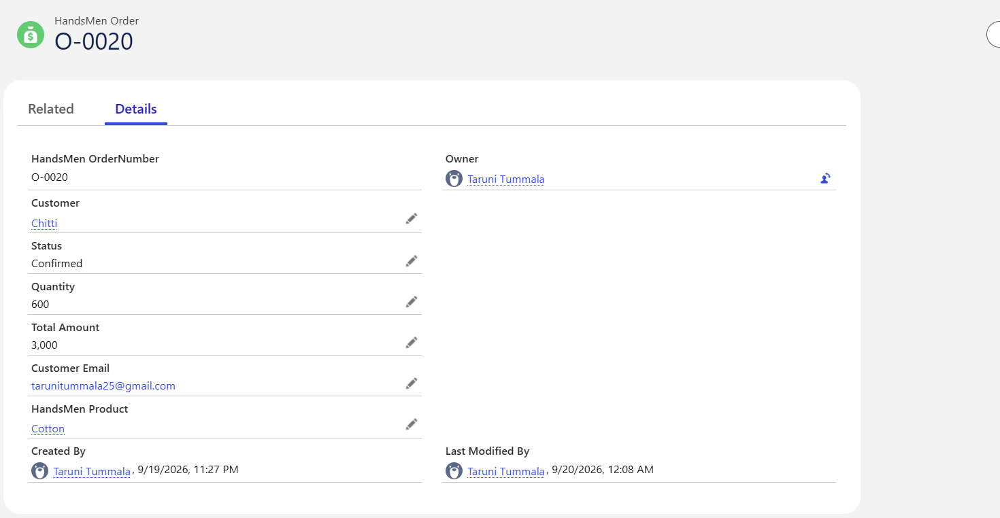 HandsMen Order
O-0020
Related
Details
HandsMen OrderNumber
O-0020
Owner
Taruni Tummala
Customer
Chitti
Status
Confirmed
Quantity
600
Total Amount
3,000
Customer Email
tarunitummala25@gmail.com
HandsMen Product
Cotton
Created By
Taruni Tummala, 9/19/2026, 11:27 PM
Last Modified By
Taruni Tummala, 9/20/2026, 12:08 AM